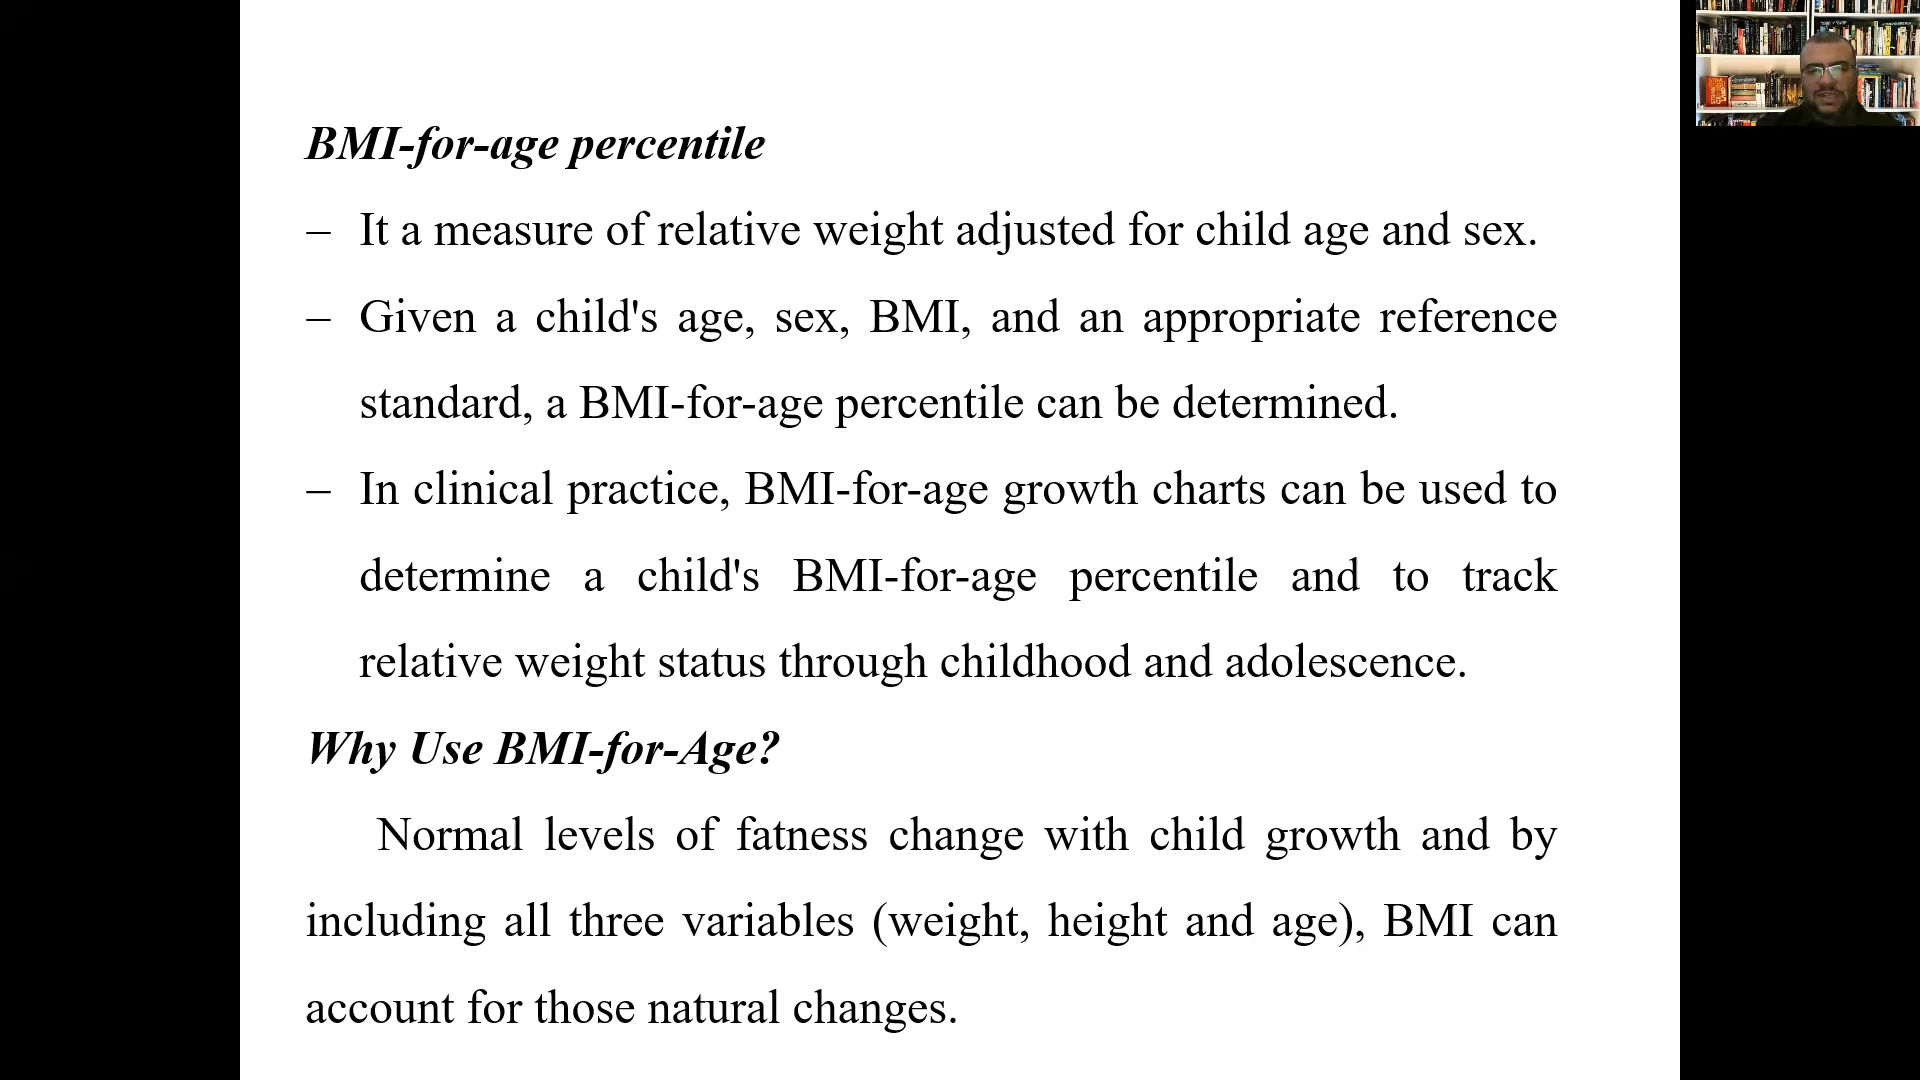 BMI-for-age percentile
– It a measure of relative weight adjusted for child age and sex.
– Given a child's age, sex, BMI, and an appropriate reference
standard, a BMI-for-age percentile can be determined.
– In clinical practice, BMI-for-age growth charts can be used to
determine a child's BMI-for-age percentile and to track
relative weight status through childhood and adolescence.
Why Use BMI-for-Age?
Normal levels of fatness change with child growth and by
including all three variables (weight, height and age), BMI can
account for those natural changes.